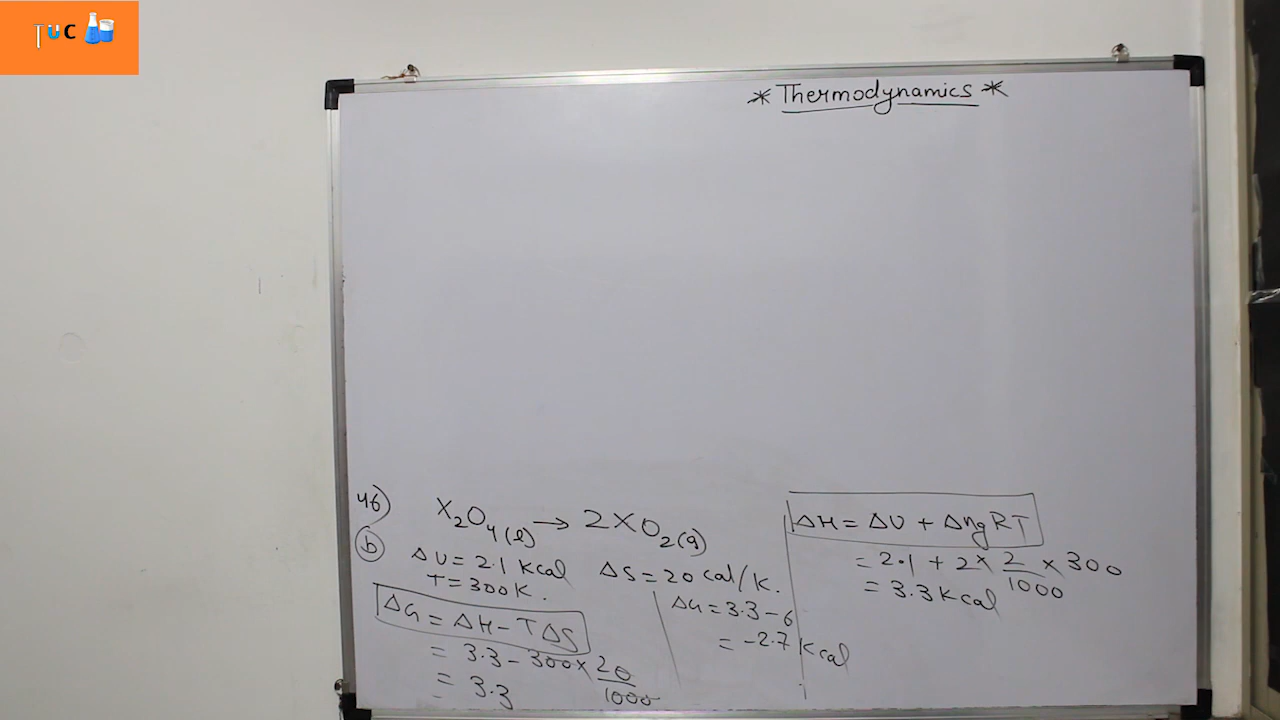 TUC
* Thermodynamics *
46)
X₂O₄(l) → 2XO₂(g)
(b)
ΔU = 2.1 Kcal ΔS = 20 cal/K.
T = 300K.
ΔG = ΔH - TΔS
= 3.3 - 300 × 20/1000
= 3.3
ΔG = 3.3 - 6
= -2.7 Kcal
ΔH = ΔU + ΔngRT
= 2.1 + 2 × 2/1000 × 300
= 3.3 Kcal